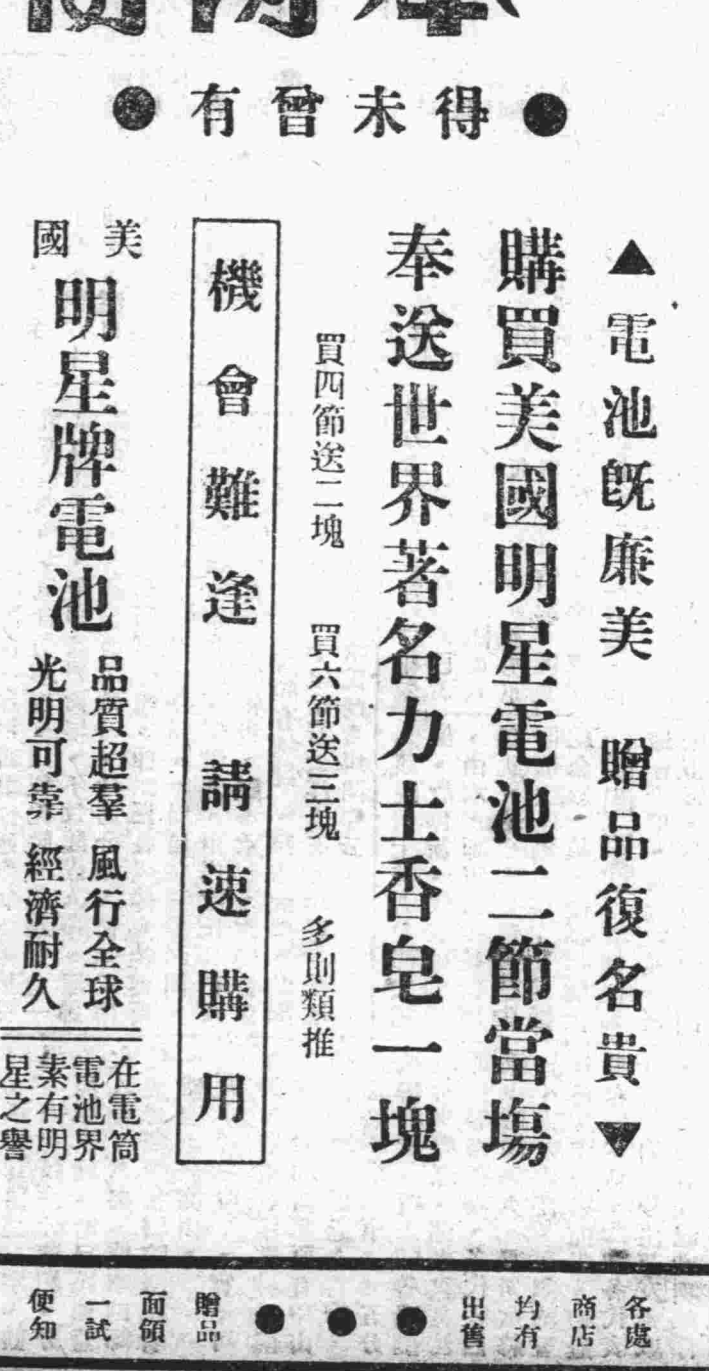 ●得未曾有●
▲電池既廉美　贈品復名貴▼
購買美國明星電池二節當塲
奉送世界著名力士香皂一塊
買四節送二塊　買六節送三塊　多則類推
機會難逢　請速購用
美國
明星牌電池
品質超羣　風行全球
光明可靠　經濟耐久
在電筒
電池界
素有明
星之譽
各處商店均有出售●●●贈品面領一試便知